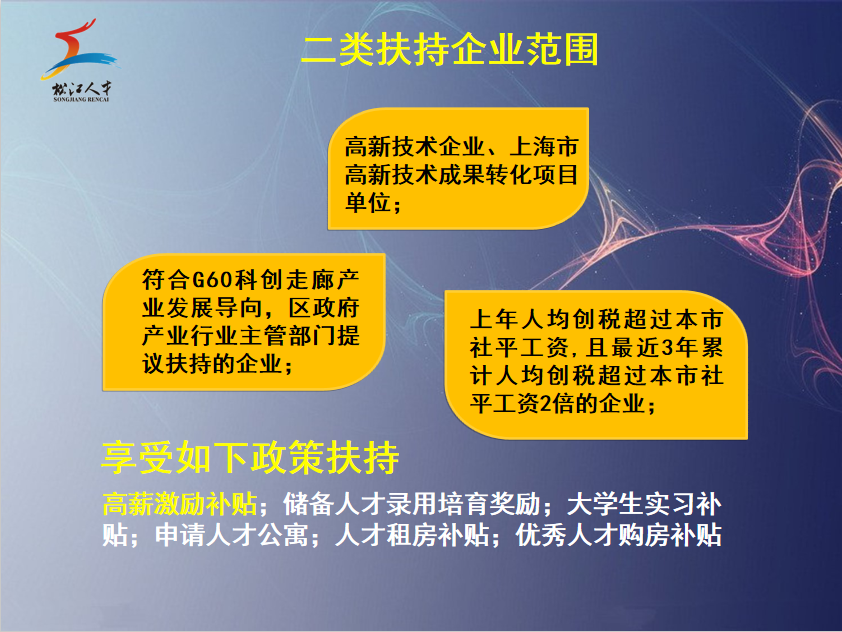 松江人才
SONGJIANG RENCAI
二类扶持企业范围
高新技术企业、上海市
高新技术成果转化项目
单位；
符合G60科创走廊产
业发展导向，区政府
产业行业主管部门提
议扶持的企业；
上年人均创税超过本市
社平工资,且最近3年累
计人均创税超过本市社
平工资2倍的企业；
享受如下政策扶持
高薪激励补贴；储备人才录用培育奖励；大学生实习补
贴；申请人才公寓；人才租房补贴；优秀人才购房补贴